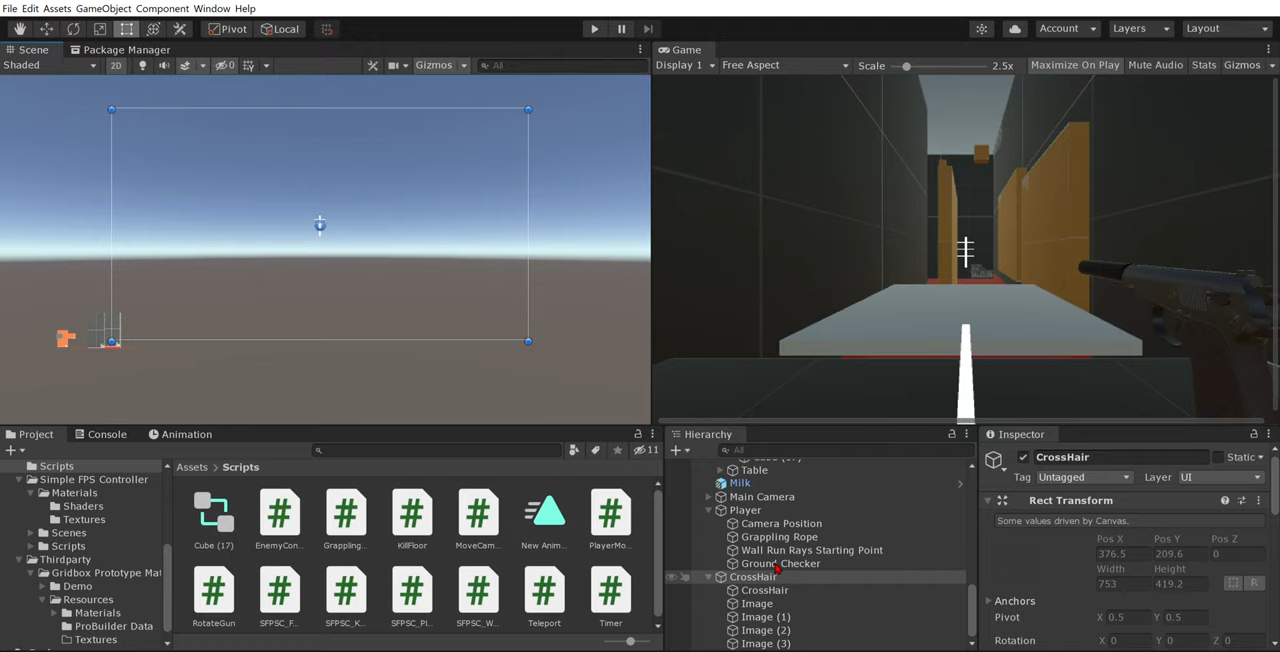 File Edit Assets GameObject Component Window Help
Pivot Local Account Layers Layout
Scene Package Manager
Shaded 2D 0 Gizmos All
Game
Display 1 Free Aspect Scale 2.5x Maximize On Play Mute Audio Stats Gizmos
Project Console Animation
11
Scripts
Simple FPS Controller
Materials
Shaders
Textures
Scenes
Scripts
Thirdparty
Gridbox Prototype Mat
Demo
Resources
Materials
ProBuilder Data
Textures
Assets Scripts
Cube (17) EnemyCon... Grappling... KillFloor MoveCam... New Anim... PlayerMo...
RotateGun SFPSC_F... SFPSC_K... SFPSC_Pl... SFPSC_W... Teleport Timer
Hierarchy
All
Table
Milk
Main Camera
Player
Camera Position
Grappling Rope
Wall Run Rays Starting Point
Ground Checker
CrossHair
CrossHair
Image
Image (1)
Image (2)
Image (3)
Inspector
CrossHair Static
Tag Untagged Layer UI
Rect Transform
Some values driven by Canvas.
Pos X Pos Y Pos Z
376.5 209.6 0
Width Height
753 419.2 R
Anchors
Pivot X 0.5 Y 0.5
Rotation X 0 Y 0 Z 0